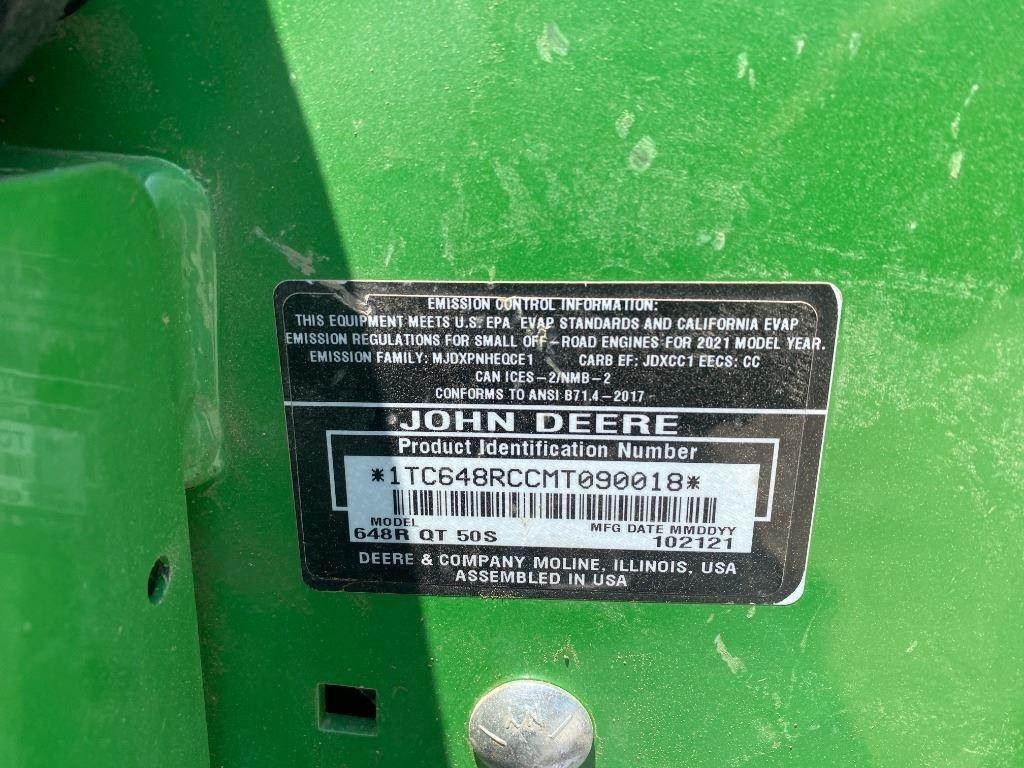 EMISSION CONTROL INFORMATION:
THIS EQUIPMENT MEETS U.S. EPA EVAP STANDARDS AND CALIFORNIA EVAP
EMISSION REGULATIONS FOR SMALL OFF-ROAD ENGINES FOR 2021 MODEL YEAR.
EMISSION FAMILY: MJDXPNHEQCE1 CARB EF: JDXCC1 EECS: CC
CAN ICES-2/NMB-2
CONFORMS TO ANSI B71.4-2017
JOHN DEERE
Product Identification Number
*1TC648RCCMT090018*
MODEL MFG DATE MMDDYY
648R QT 50S 102121
DEERE & COMPANY MOLINE, ILLINOIS, USA
ASSEMBLED IN USA